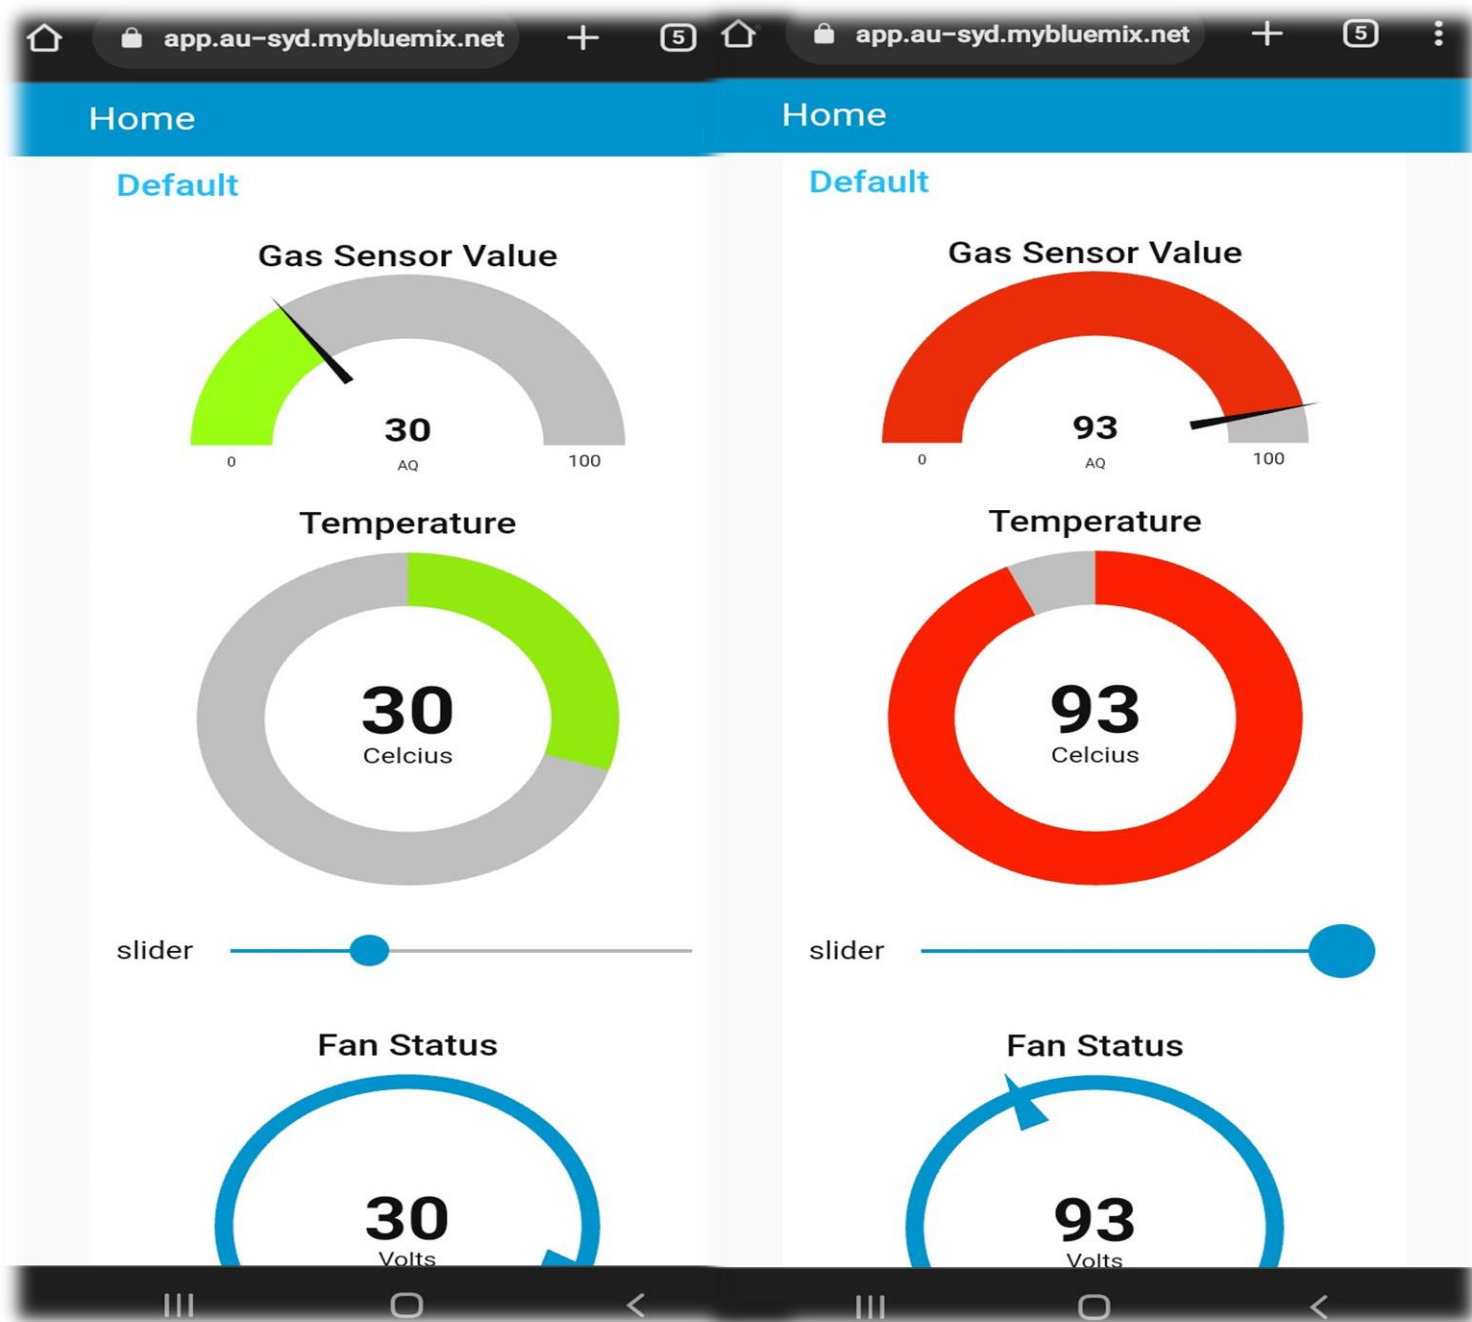 app.au-syd.mybluemix.net
5
Home
Default
Gas Sensor Value
30
AQ
0
100
Temperature
30
Celcius
slider
Fan Status
30
Volts
app.au-syd.mybluemix.net
5
Home
Default
Gas Sensor Value
93
AQ
0
100
Temperature
93
Celcius
slider
Fan Status
93
Volts